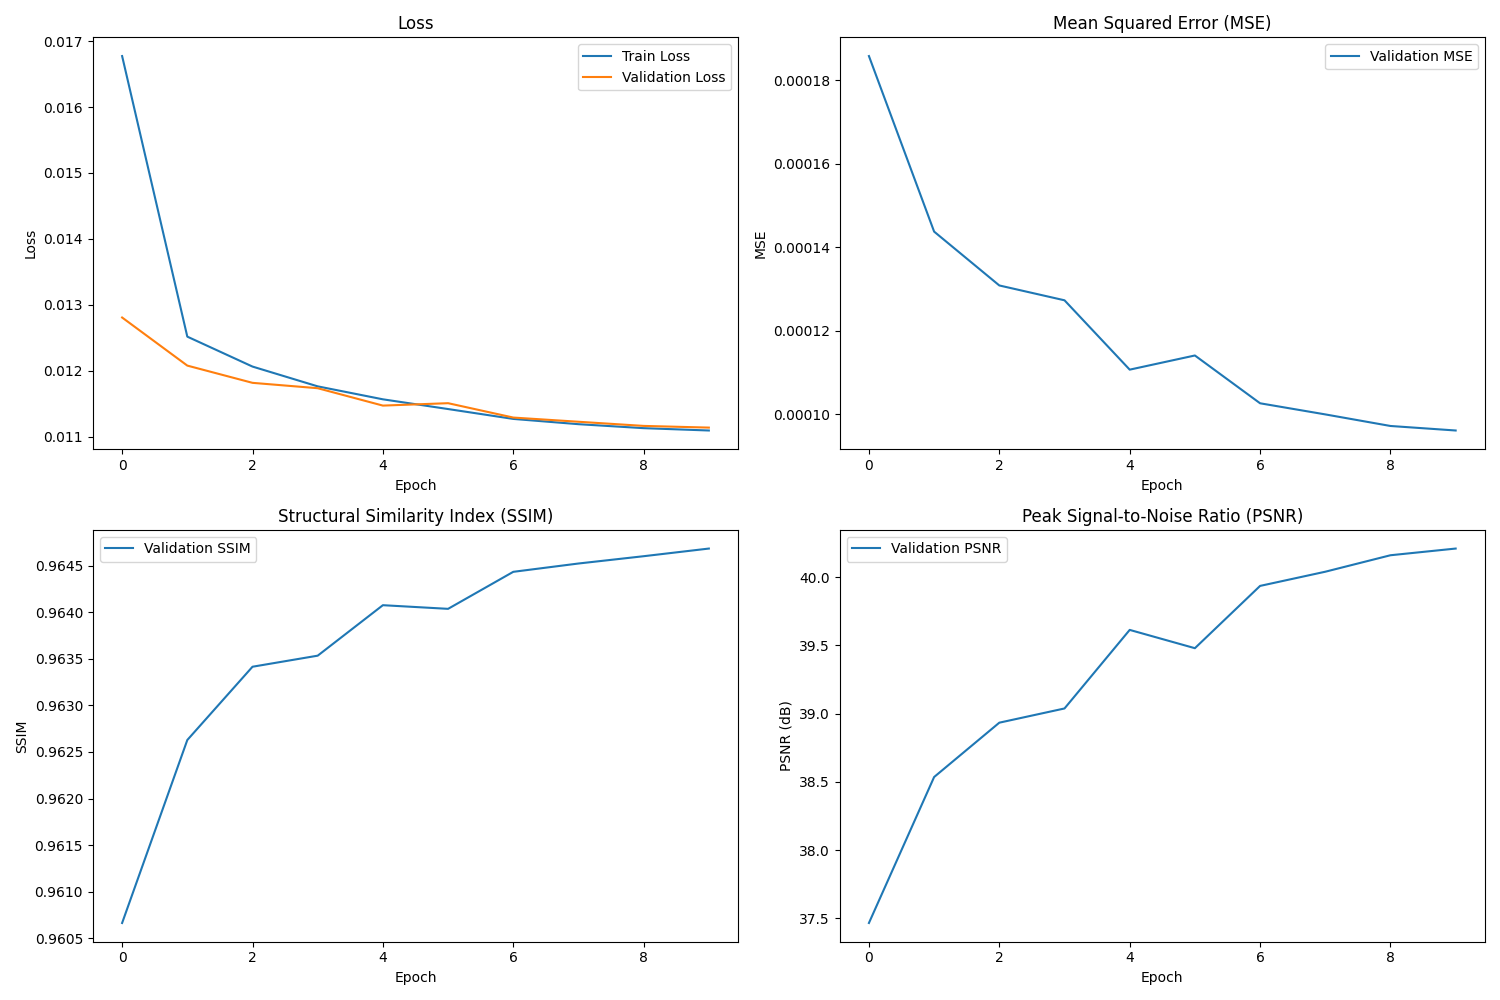 Loss
0.017
0.016
0.015
0.014
0.013
0.012
0.011
Loss
Train Loss
Validation Loss
0 2 4 6 8
Epoch
Mean Squared Error (MSE)
0.00018
0.00016
0.00014
0.00012
0.00010
MSE
Validation MSE
0 2 4 6 8
Epoch
Structural Similarity Index (SSIM)
0.9645
0.9640
0.9635
0.9630
0.9625
0.9620
0.9615
0.9610
0.9605
SSIM
Validation SSIM
0 2 4 6 8
Epoch
Peak Signal-to-Noise Ratio (PSNR)
40.0
39.5
39.0
38.5
38.0
37.5
PSNR (dB)
Validation PSNR
0 2 4 6 8
Epoch